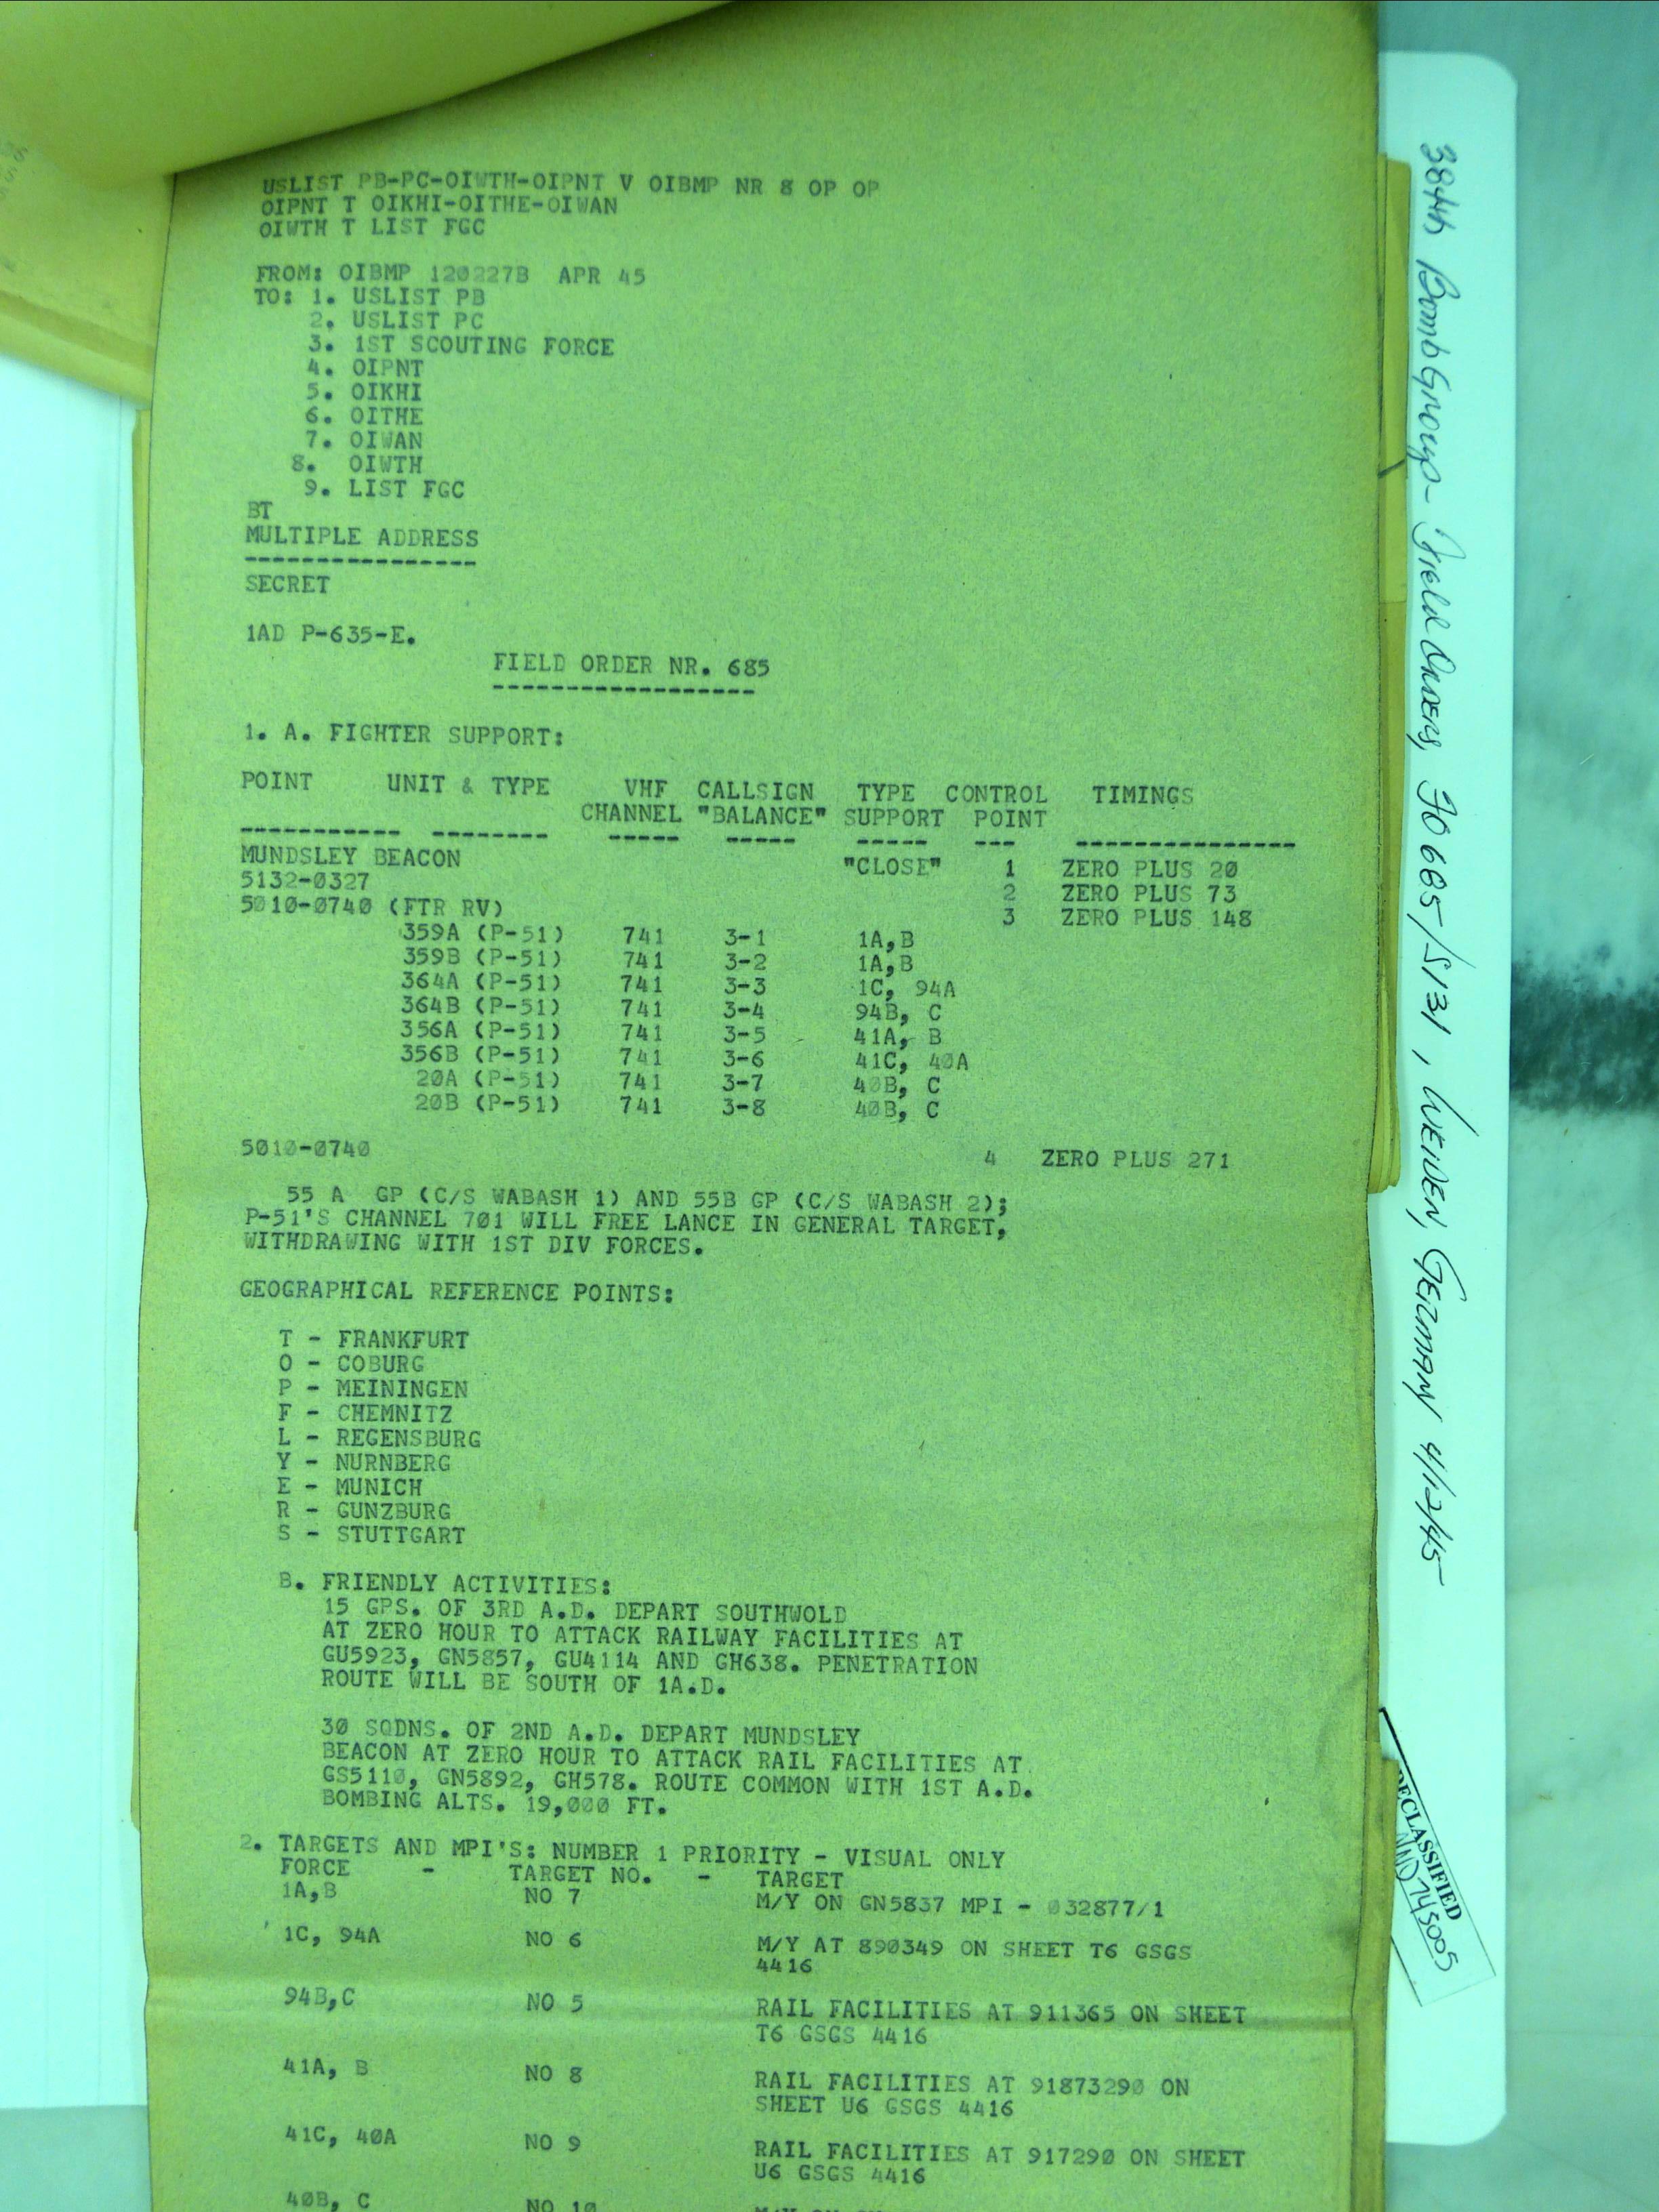 USLIST PB-PC-OIWTH-OIPNT V OIBMP NR 8 OP OP
OIPNT T OIKHI-OITHE-OIWAN
OIWTH T LIST FGC
FROM: OIBMP 120227B APR 45
TO: 1. USLIST PB
2. USLIST PC
3. 1ST SCOUTING FORCE
4. OIPNT
5. OIKHI
6. OITHE
7. OIWAN
8. OIWTH
9. LIST FGC
BT
MULTIPLE ADDRESS
----------------
SECRET
1AD P-635-E.
FIELD ORDER NR. 685
------------------
1. A. FIGHTER SUPPORT:
POINT UNIT & TYPE VHF CALLSIGN TYPE CONTROL TIMINGS
CHANNEL "BALANCE" SUPPORT POINT
----------- -------- ----- ----- ----- --- ---------------
MUNDSLEY BEACON "CLOSE" 1 ZERO PLUS 20
5132-0327 2 ZERO PLUS 73
5010-0740 (FTR RV) 3 ZERO PLUS 148
359A (P-51) 741 3-1 1A,B
359B (P-51) 741 3-2 1A,B
364A (P-51) 741 3-3 1C, 94A
364B (P-51) 741 3-4 94B, C
356A (P-51) 741 3-5 41A, B
356B (P-51) 741 3-6 41C, 40A
20A (P-51) 741 3-7 40B, C
20B (P-51) 741 3-8 40B, C
5010-0740 4 ZERO PLUS 271
55 A GP (C/S WABASH 1) AND 55B GP (C/S WABASH 2);
P-51'S CHANNEL 701 WILL FREE LANCE IN GENERAL TARGET,
WITHDRAWING WITH 1ST DIV FORCES.
GEOGRAPHICAL REFERENCE POINTS:
T - FRANKFURT
O - COBURG
P - MEININGEN
F - CHEMNITZ
L - REGENSBURG
Y - NURNBERG
E - MUNICH
R - GUNZBURG
S - STUTTGART
B. FRIENDLY ACTIVITIES:
15 GPS. OF 3RD A.D. DEPART SOUTHWOLD
AT ZERO HOUR TO ATTACK RAILWAY FACILITIES AT
GU5923, GN5857, GU4114 AND GH638. PENETRATION
ROUTE WILL BE SOUTH OF 1A.D.
30 SQDNS. OF 2ND A.D. DEPART MUNDSLEY
BEACON AT ZERO HOUR TO ATTACK RAIL FACILITIES AT
GS5110, GN5892, GH578. ROUTE COMMON WITH 1ST A.D.
BOMBING ALTS. 19,000 FT.
2. TARGETS AND MPI'S: NUMBER 1 PRIORITY - VISUAL ONLY
FORCE - TARGET NO. - TARGET
1A,B NO 7 M/Y ON GN5837 MPI - 032877/1
1C, 94A NO 6 M/Y AT 890349 ON SHEET T6 GSGS
4416
94B,C NO 5 RAIL FACILITIES AT 911365 ON SHEET
T6 GSGS 4416
41A, B NO 8 RAIL FACILITIES AT 91873290 ON
SHEET U6 GSGS 4416
41C, 40A NO 9 RAIL FACILITIES AT 917290 ON SHEET
U6 GSGS 4416
40B, C NO 10
384th Bomb Group - Field Orders, FO 685/S131, WEIDEN, GERMANY 4/12/45
DECLASSIFIED
NND 745005